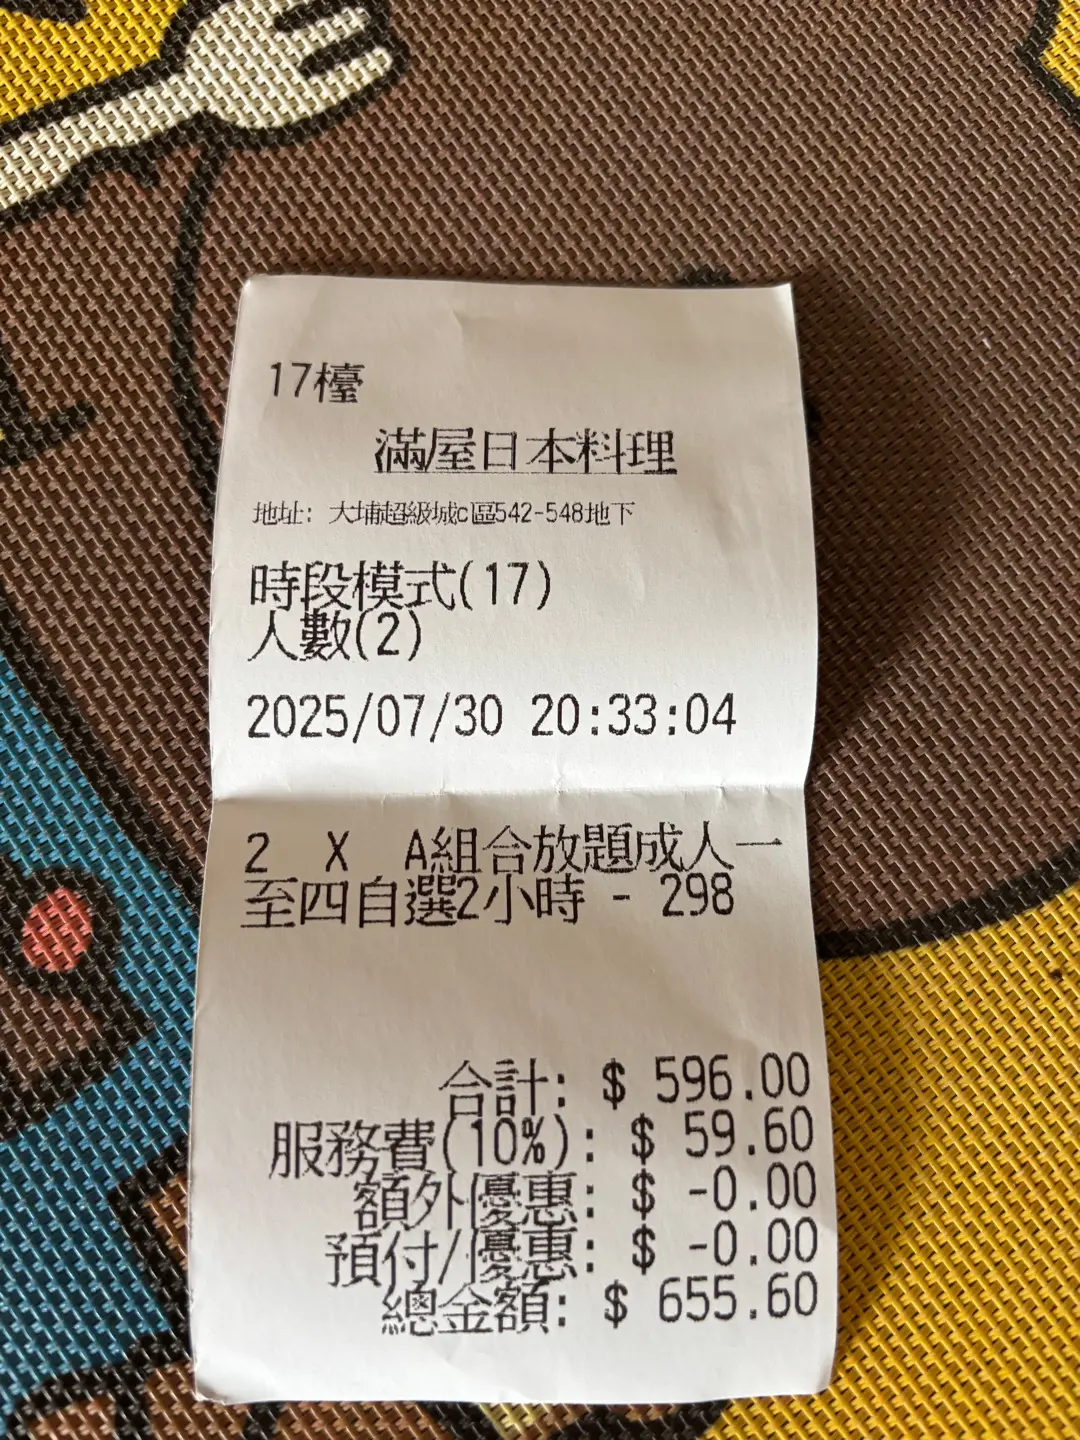 17檯
滿屋日本料理
地址: 大埔超級城c區542-548地下
時段模式(17)
人數(2)
2025/07/30 20:33:04
2 X A組合放題成人一
至四自選2小時 - 298
合計: $ 596.00
服務費(10%): $ 59.60
額外優惠: $ -0.00
預付/優惠: $ -0.00
總金額: $ 655.60